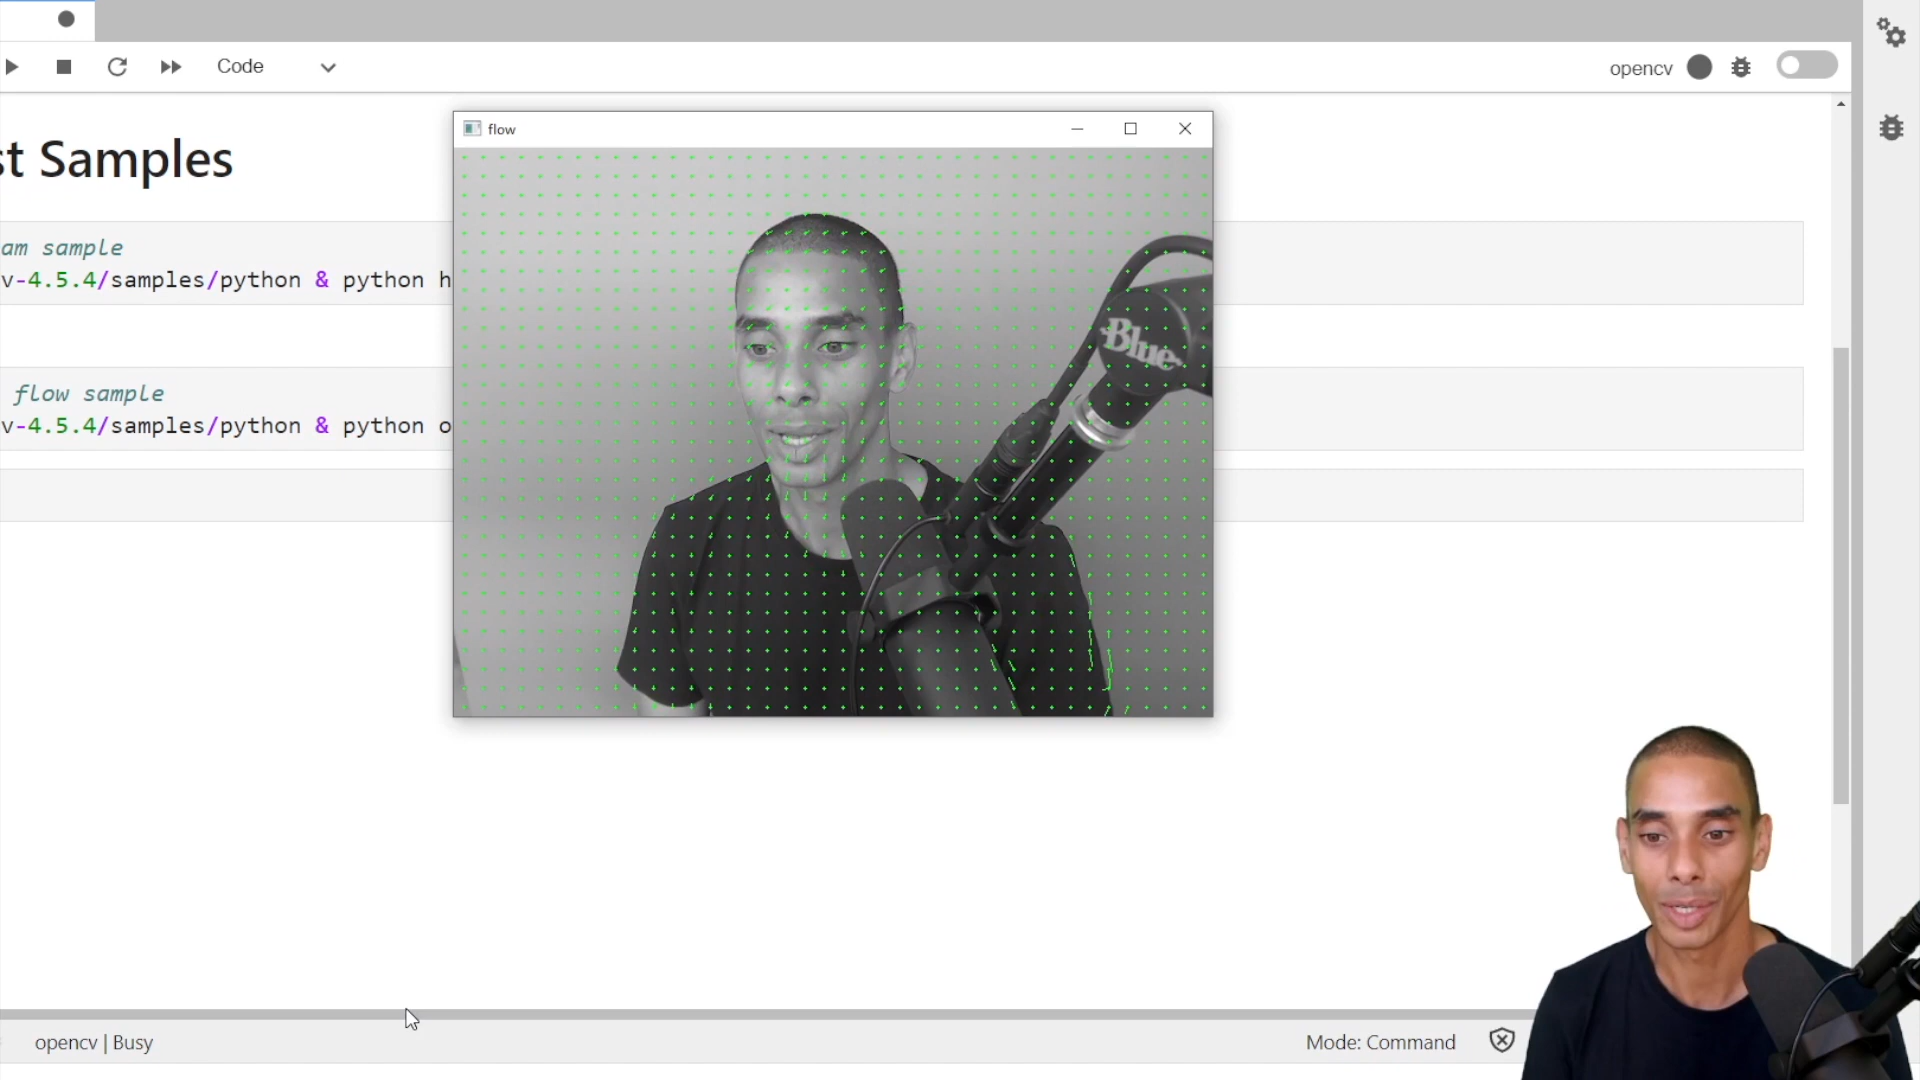 Code
opencv
flow
st Samples
am sample
v-4.5.4/samples/python & python h
flow sample
v-4.5.4/samples/python & python o
Blue
opencv | Busy
Mode: Command